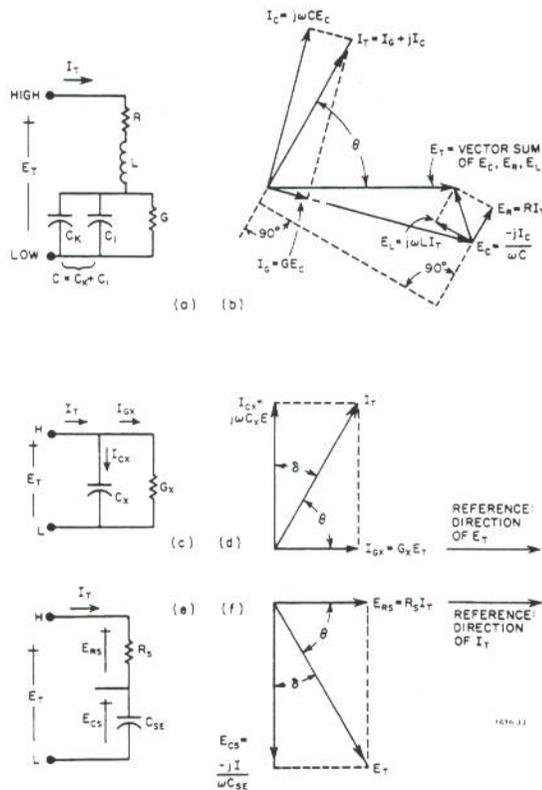 I_C = jωCE_C
I_T = I_G + jI_C
I_T
HIGH
R
L
E_T
C_K
C_i
G
LOW
C = C_K + C_i
θ
E_T = VECTOR SUM
OF E_C, E_R, E_L
E_R = RI_T
E_L = jωLI_T
E_C = -jI_C
ωC
90°
90°
I_G = GE_C
(a) (b)
I_T
I_GX
H
I_CX
E_T
C_X
G_X
L
(c) (d)
I_CX =
jωC_XE
I_T
δ
θ
I_GX = G_XE_T
REFERENCE:
DIRECTION
OF E_T
I_T
H
(e) (f)
E_RS
R_S
E_T
E_CS
C_SE
L
E_RS = R_SI_T
θ
δ
REFERENCE:
DIRECTION
OF I_T
E_CS =
-jI
ωC_SE
E_T